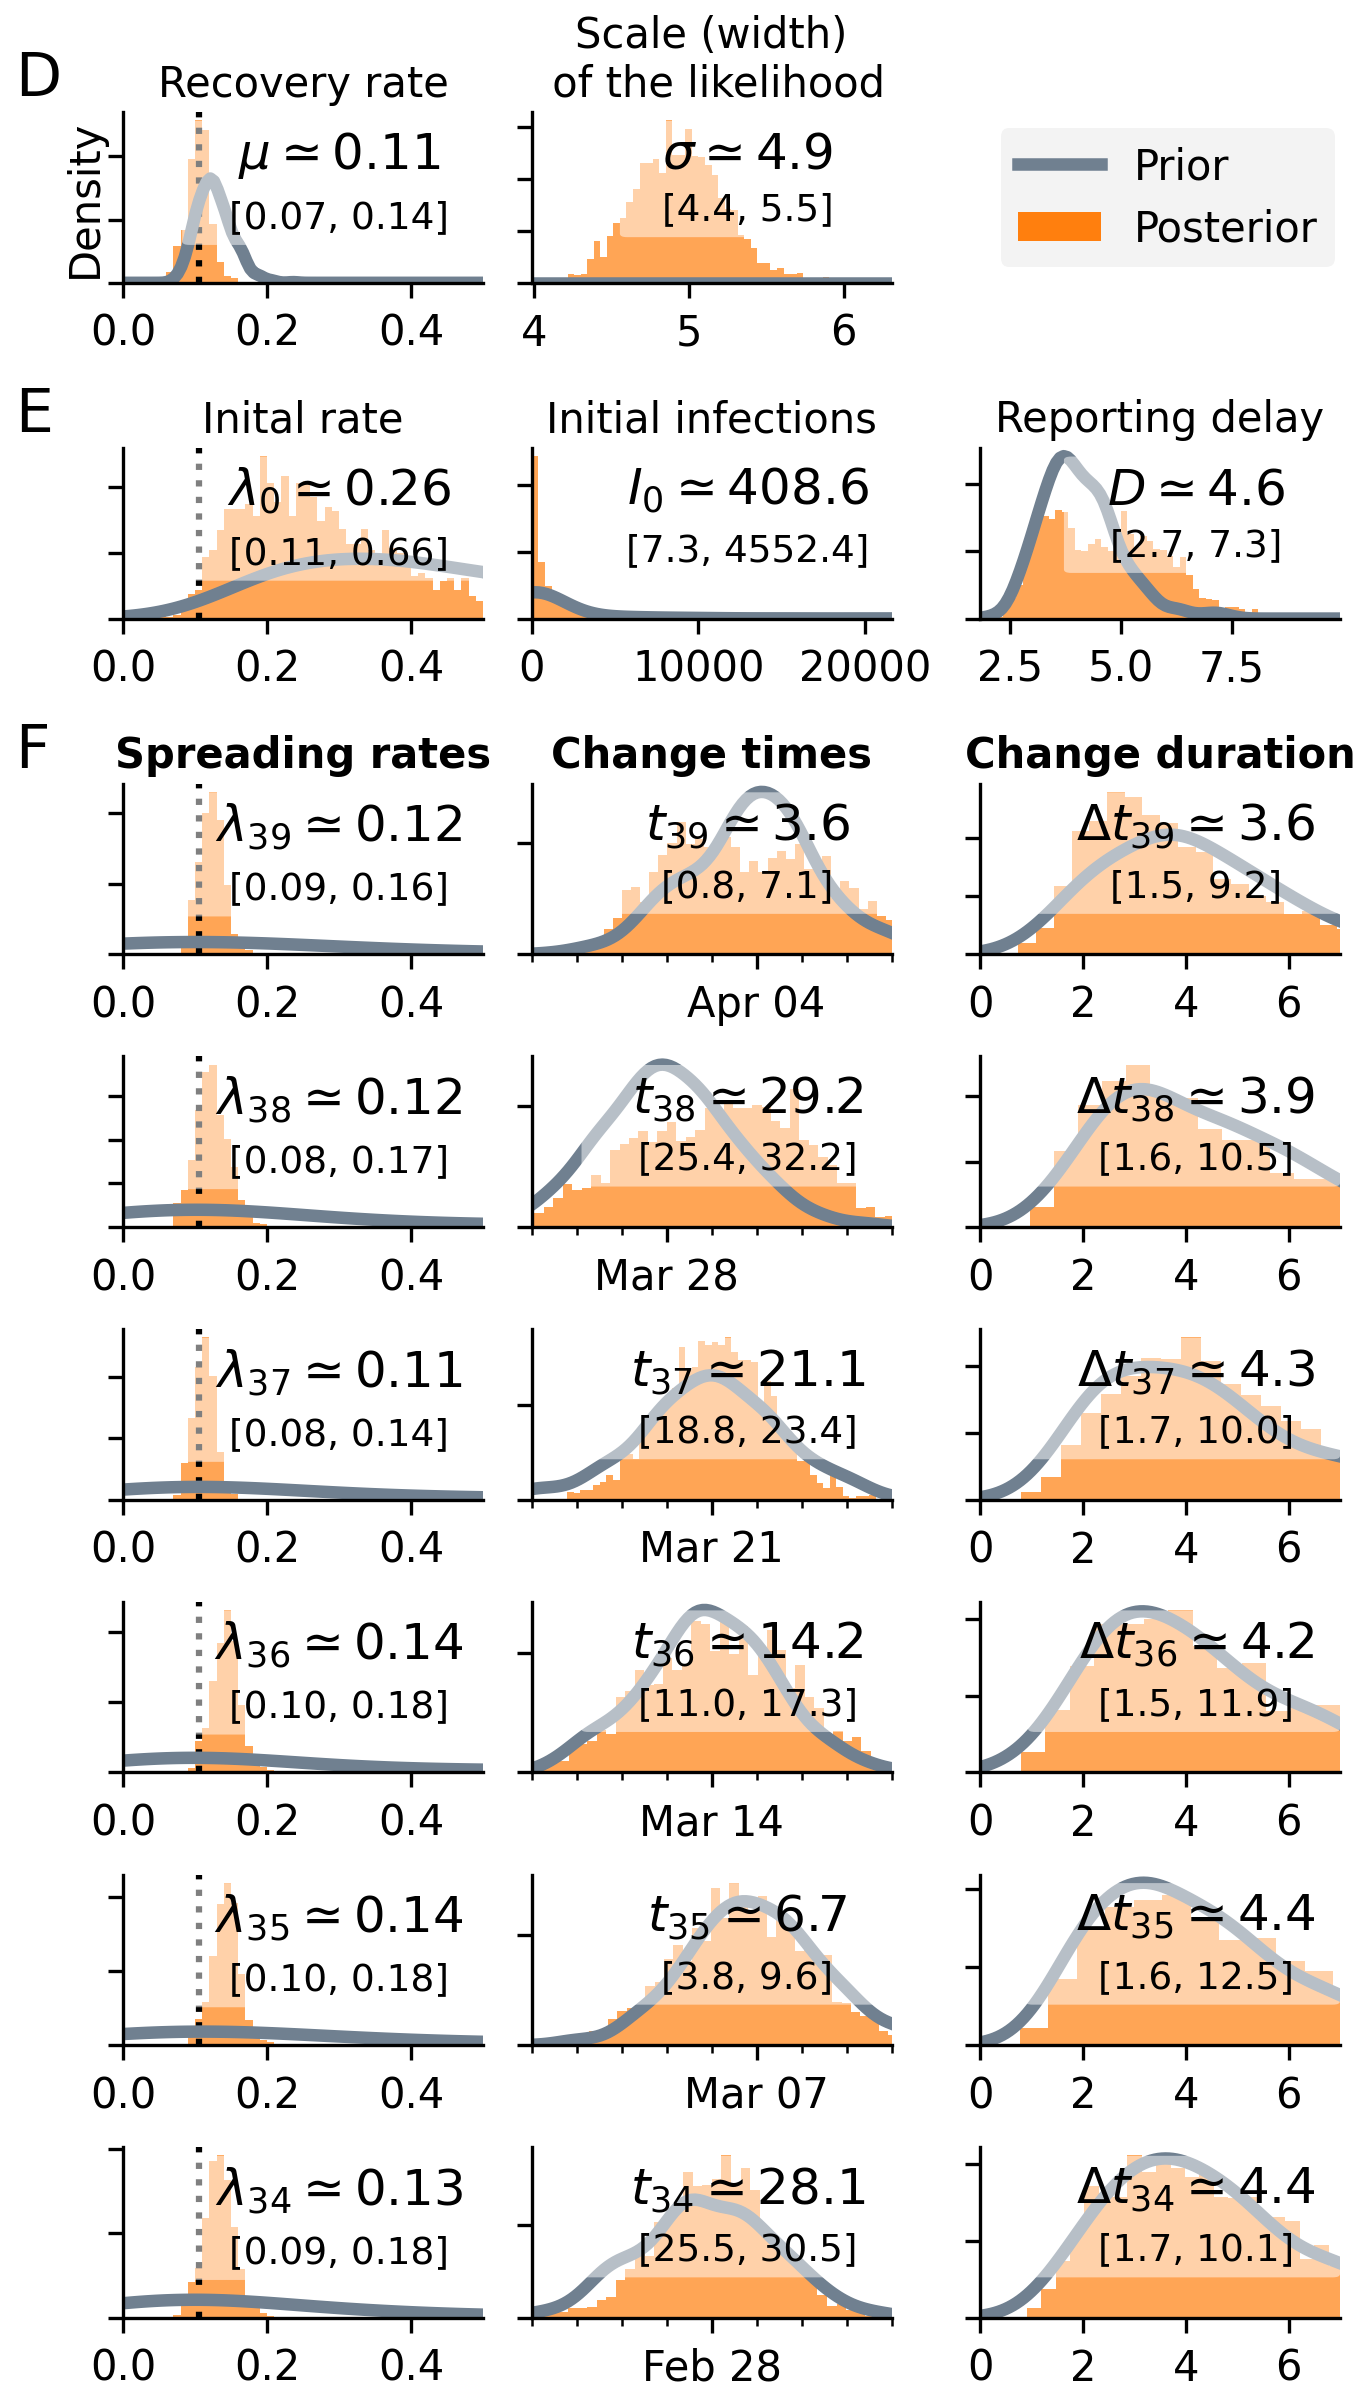 D
Recovery rate
Scale (width)
of the likelihood
Density
μ ≃ 0.11
[0.07, 0.14]
σ ≃ 4.9
[4.4, 5.5]
Prior
Posterior
0.0 0.2 0.4
4 5 6
E
Inital rate
Initial infections
Reporting delay
λ₀ ≃ 0.26
[0.11, 0.66]
I₀ ≃ 408.6
[7.3, 4552.4]
D ≃ 4.6
[2.7, 7.3]
0.0 0.2 0.4
0 10000 20000
2.5 5.0 7.5
F
Spreading rates
Change times
Change duration
λ₃₉ ≃ 0.12
[0.09, 0.16]
t₃₉ ≃ 3.6
[0.8, 7.1]
Δt₃₉ ≃ 3.6
[1.5, 9.2]
0.0 0.2 0.4
Apr 04
0 2 4 6
λ₃₈ ≃ 0.12
[0.08, 0.17]
t₃₈ ≃ 29.2
[25.4, 32.2]
Δt₃₈ ≃ 3.9
[1.6, 10.5]
0.0 0.2 0.4
Mar 28
0 2 4 6
λ₃₇ ≃ 0.11
[0.08, 0.14]
t₃₇ ≃ 21.1
[18.8, 23.4]
Δt₃₇ ≃ 4.3
[1.7, 10.0]
0.0 0.2 0.4
Mar 21
0 2 4 6
λ₃₆ ≃ 0.14
[0.10, 0.18]
t₃₆ ≃ 14.2
[11.0, 17.3]
Δt₃₆ ≃ 4.2
[1.5, 11.9]
0.0 0.2 0.4
Mar 14
0 2 4 6
λ₃₅ ≃ 0.14
[0.10, 0.18]
t₃₅ ≃ 6.7
[3.8, 9.6]
Δt₃₅ ≃ 4.4
[1.6, 12.5]
0.0 0.2 0.4
Mar 07
0 2 4 6
λ₃₄ ≃ 0.13
[0.09, 0.18]
t₃₄ ≃ 28.1
[25.5, 30.5]
Δt₃₄ ≃ 4.4
[1.7, 10.1]
0.0 0.2 0.4
Feb 28
0 2 4 6